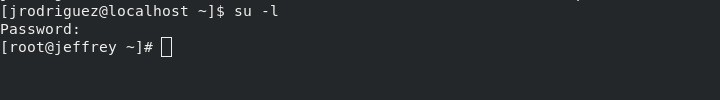 [jrodriguez@localhost ~]$ su -l
Password:
[root@jeffrey ~]#